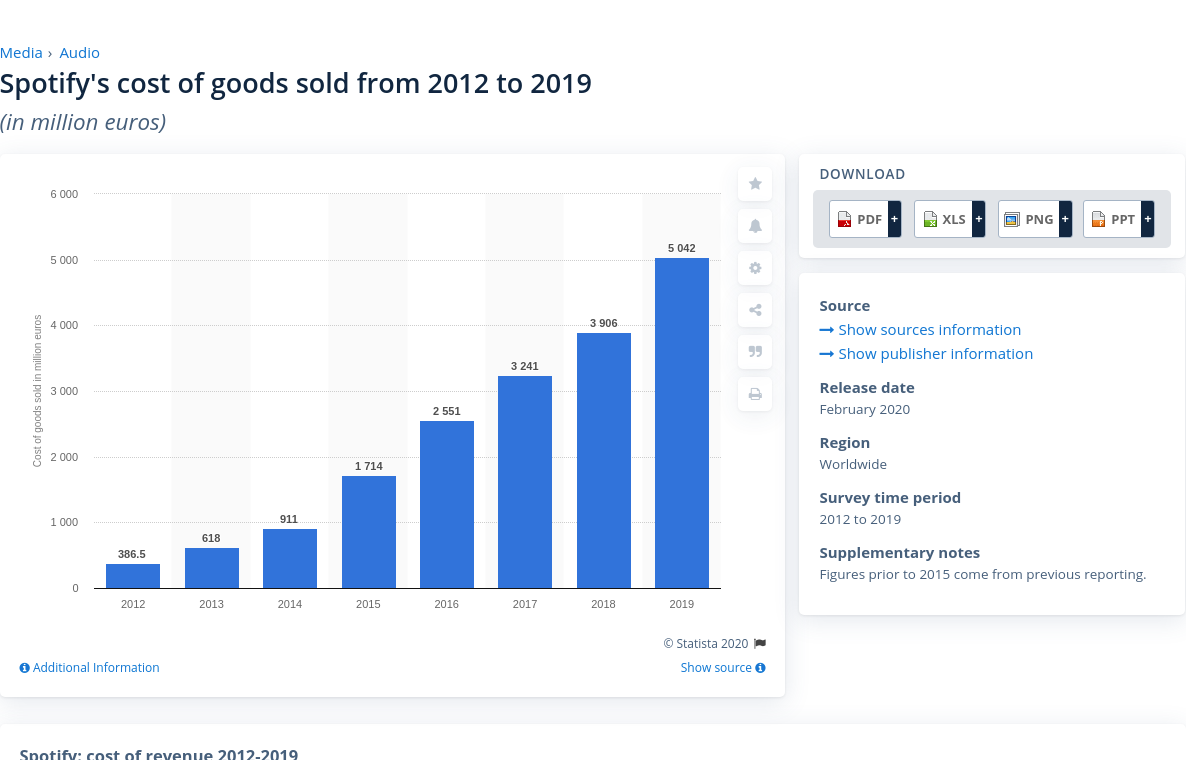 Media › Audio
Spotify's cost of goods sold from 2012 to 2019
(in million euros)
Cost of goods sold in million euros
6 000
5 000
4 000
3 000
2 000
1 000
0
386.5
618
911
1 714
2 551
3 241
3 906
5 042
2012 2013 2014 2015 2016 2017 2018 2019
© Statista 2020
Additional Information
Show source
DOWNLOAD
PDF + XLS + PNG + PPT +
Source
Show sources information
Show publisher information
Release date
February 2020
Region
Worldwide
Survey time period
2012 to 2019
Supplementary notes
Figures prior to 2015 come from previous reporting.
Spotify: cost of revenue 2012-2019